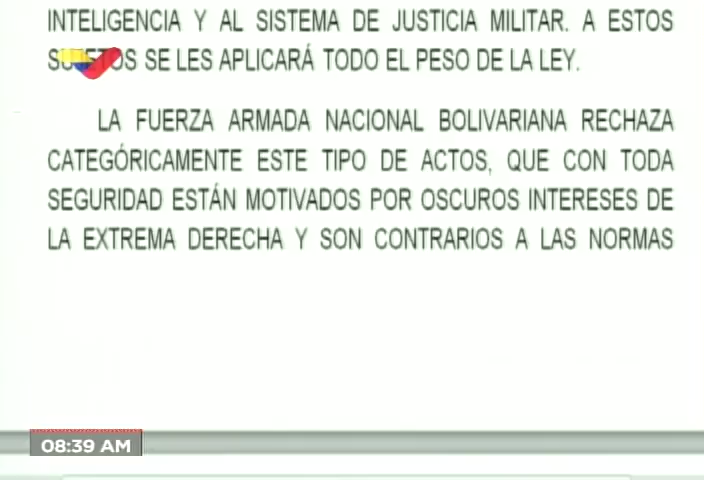 INTELIGENCIA Y AL SISTEMA DE JUSTICIA MILITAR. A ESTOS
SUJETOS SE LES APLICARÁ TODO EL PESO DE LA LEY.
LA FUERZA ARMADA NACIONAL BOLIVARIANA RECHAZA
CATEGÓRICAMENTE ESTE TIPO DE ACTOS, QUE CON TODA
SEGURIDAD ESTÁN MOTIVADOS POR OSCUROS INTERESES DE
LA EXTREMA DERECHA Y SON CONTRARIOS A LAS NORMAS
08:39 AM